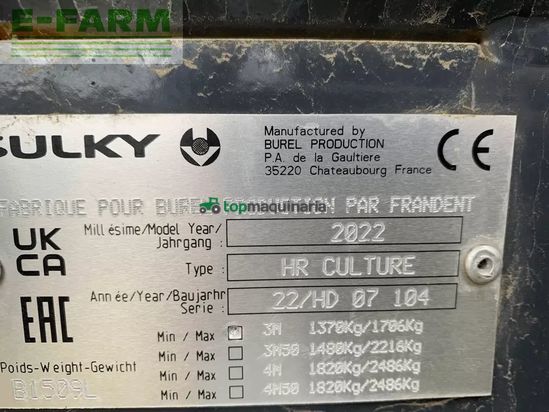 E-FARM
SULKY
Manufactured by
BUREL PRODUCTION
P.A. de la Gaultiere
35220 Chateaubourg France
CE
FABRIQUE POUR BUREL PRODUCTION PAR FRANDENT
topmaquinaria
UK
CA
Millésime/Model Year/
Jahrgang : 2022
Type : HR CULTURE
EAC
Année/Year/Baujarhr
Serie : 22/HD 07 104
Min / Max 3M 1370Kg/1706Kg
Min / Max 3M50 1480Kg/2216Kg
Poids-Weight-Gewicht
Min / Max 4M 1820Kg/2486Kg
B1509L
Min / Max 4M50 1820Kg/2486Kg